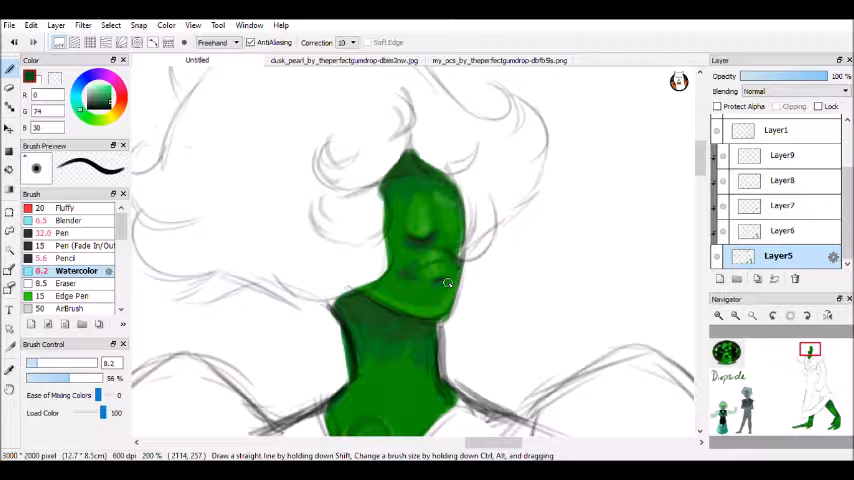 File Edit Layer Filter Select Snap Color View Tool Window Help
off Freehand AntiAliasing Correction 10 Soft Edge
Color
Untitled dusk_pearl_by_theperfectgumdrop-dbim2nw.jpg my_ocs_by_theperfectgumdrop-dbfb5ls.png
Layer
R 0
G 74
B 30
Opacity 100 %
Blending Normal
Protect Alpha Clipping Lock
Layer1
Layer9
Layer8
Layer7
Layer6
Layer5
Brush Preview
Brush
20 Fluffy
6.5 Blender
32.0 Pen
15 Pen (Fade In/Out
5.6 Pencil
8.2 Watercolor
8.5 Eraser
15 Edge Pen
50 AirBrush
Brush Control
8.2
56 %
Ease of Mixing Colors 0
Load Color 100
Navigator
Diopside
3000 * 2000 pixel (12.7 * 8.5cm) 600 dpi 200 % (2114, 257) Draw a straight line by holding down Shift, Change a brush size by holding down Ctrl, Alt, and dragging